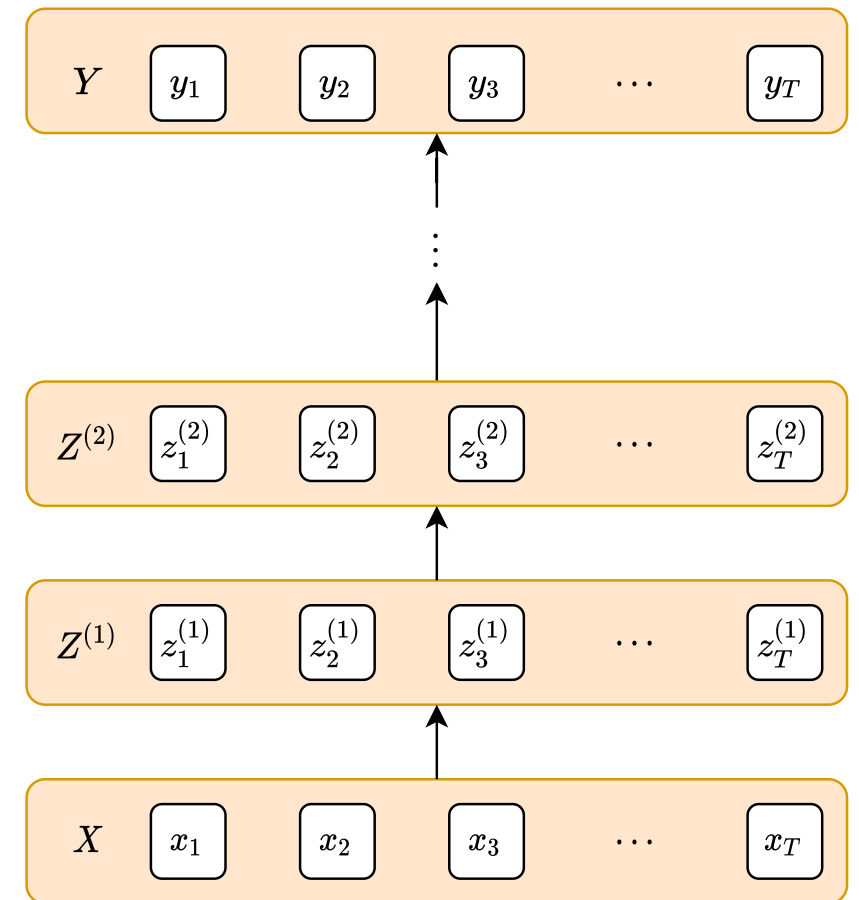 Y y₁ y₂ y₃ ⋯ y_T
⋮
Z⁽²⁾ z₁⁽²⁾ z₂⁽²⁾ z₃⁽²⁾ ⋯ z_T⁽²⁾
Z⁽¹⁾ z₁⁽¹⁾ z₂⁽¹⁾ z₃⁽¹⁾ ⋯ z_T⁽¹⁾
X x₁ x₂ x₃ ⋯ x_T